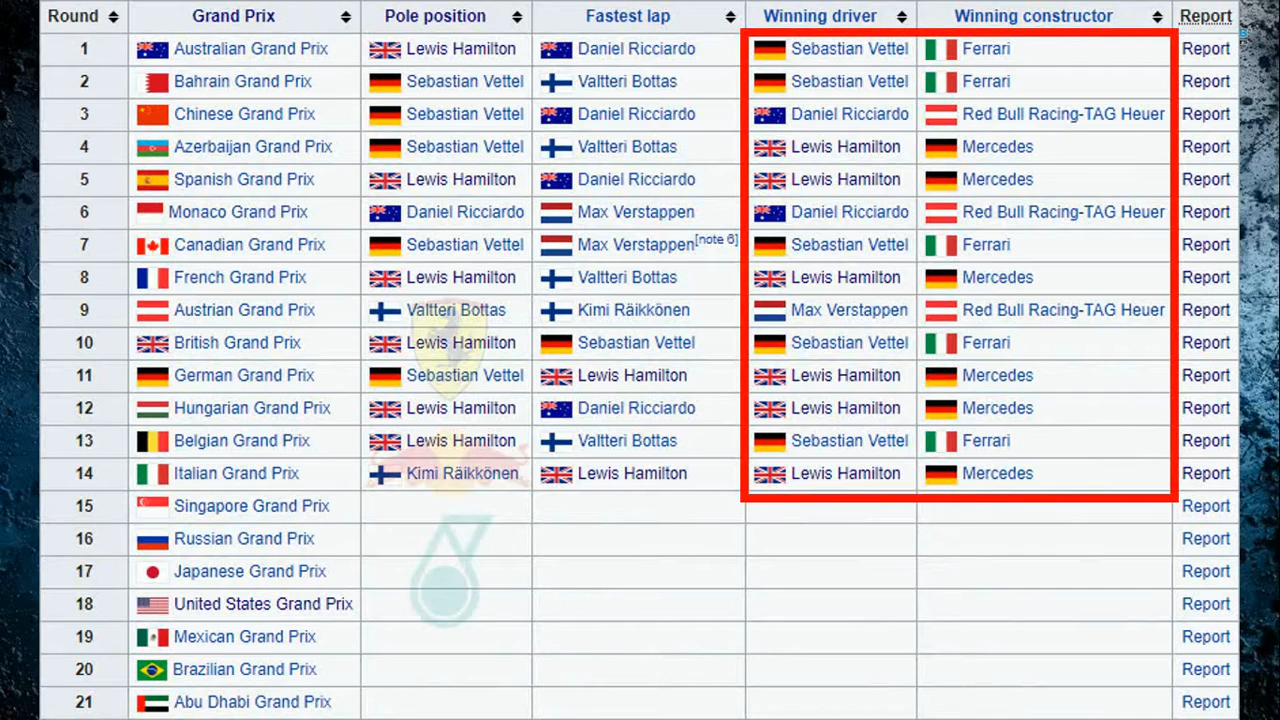 Round Grand Prix Pole position Fastest lap Winning driver Winning constructor Report
1 Australian Grand Prix Lewis Hamilton Daniel Ricciardo Sebastian Vettel Ferrari Report
2 Bahrain Grand Prix Sebastian Vettel Valtteri Bottas Sebastian Vettel Ferrari Report
3 Chinese Grand Prix Sebastian Vettel Daniel Ricciardo Daniel Ricciardo Red Bull Racing-TAG Heuer Report
4 Azerbaijan Grand Prix Sebastian Vettel Valtteri Bottas Lewis Hamilton Mercedes Report
5 Spanish Grand Prix Lewis Hamilton Daniel Ricciardo Lewis Hamilton Mercedes Report
6 Monaco Grand Prix Daniel Ricciardo Max Verstappen Daniel Ricciardo Red Bull Racing-TAG Heuer Report
7 Canadian Grand Prix Sebastian Vettel Max Verstappen[note 6] Sebastian Vettel Ferrari Report
8 French Grand Prix Lewis Hamilton Valtteri Bottas Lewis Hamilton Mercedes Report
9 Austrian Grand Prix Valtteri Bottas Kimi Räikkönen Max Verstappen Red Bull Racing-TAG Heuer Report
10 British Grand Prix Lewis Hamilton Sebastian Vettel Sebastian Vettel Ferrari Report
11 German Grand Prix Sebastian Vettel Lewis Hamilton Lewis Hamilton Mercedes Report
12 Hungarian Grand Prix Lewis Hamilton Daniel Ricciardo Lewis Hamilton Mercedes Report
13 Belgian Grand Prix Lewis Hamilton Valtteri Bottas Sebastian Vettel Ferrari Report
14 Italian Grand Prix Kimi Räikkönen Lewis Hamilton Lewis Hamilton Mercedes Report
15 Singapore Grand Prix Report
16 Russian Grand Prix Report
17 Japanese Grand Prix Report
18 United States Grand Prix Report
19 Mexican Grand Prix Report
20 Brazilian Grand Prix Report
21 Abu Dhabi Grand Prix Report